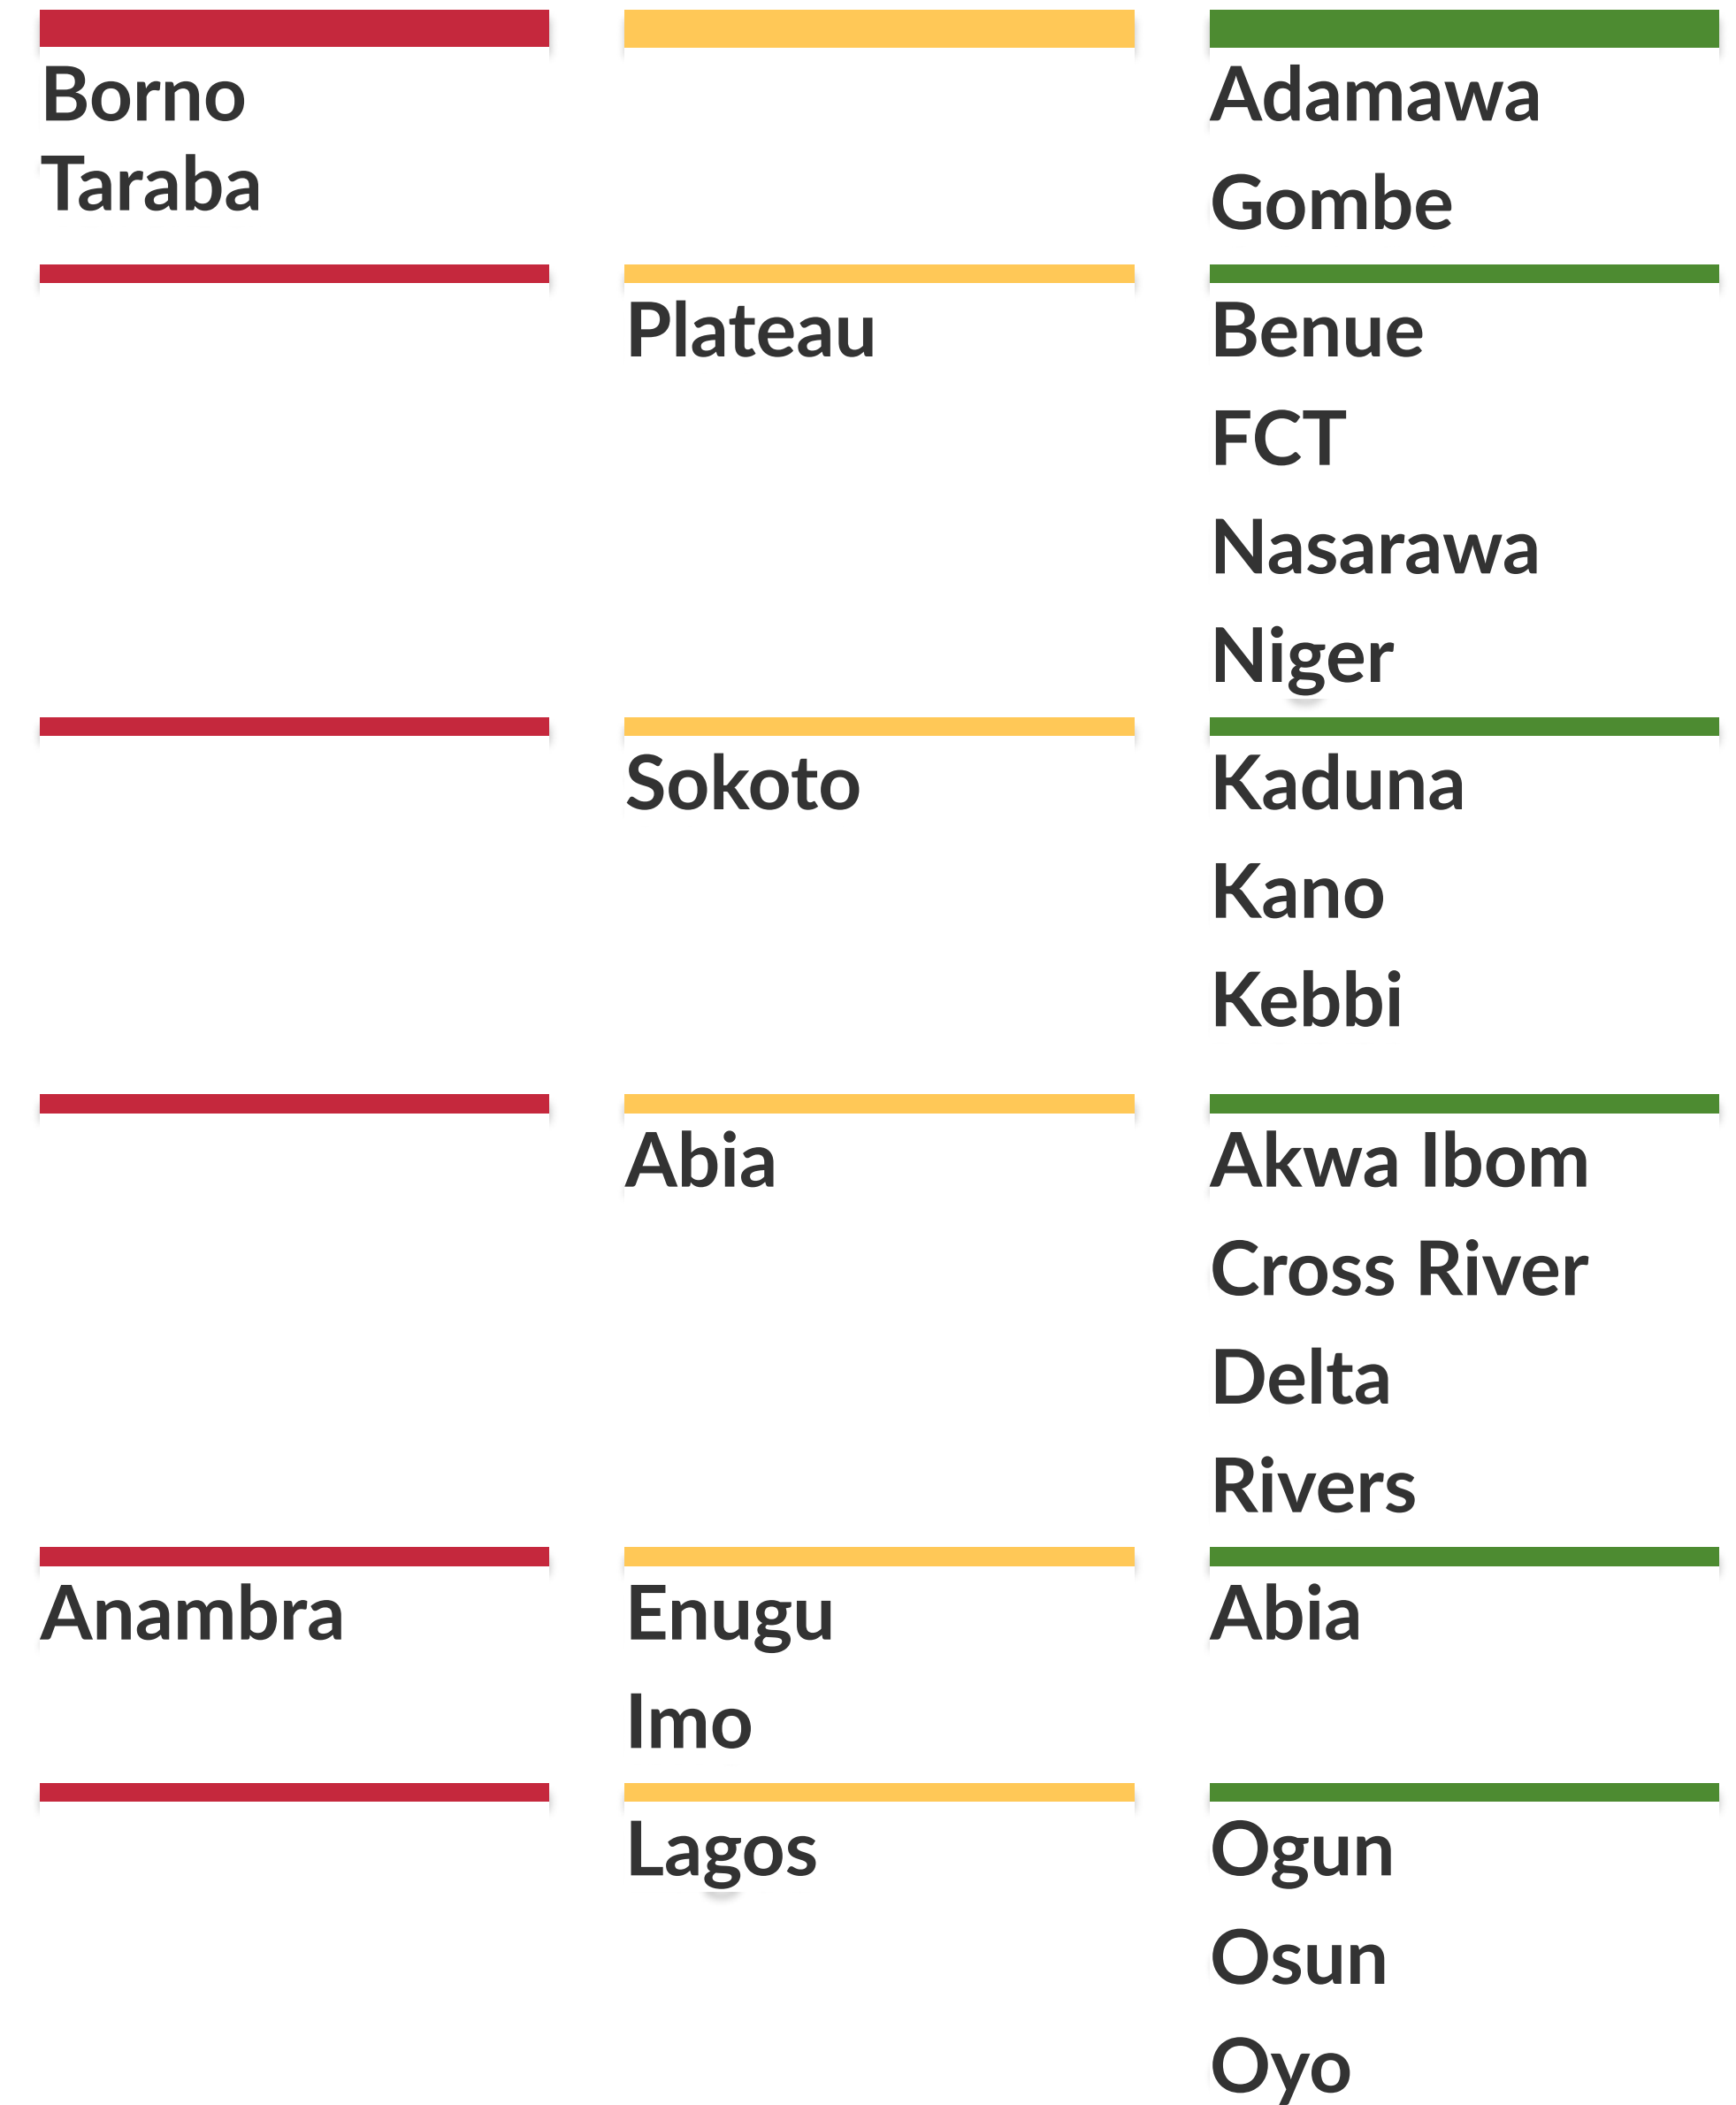 Borno
Taraba
Adamawa
Gombe
Plateau
Benue
FCT
Nasarawa
Niger
Sokoto
Kaduna
Kano
Kebbi
Abia
Akwa Ibom
Cross River
Delta
Rivers
Anambra
Enugu
Imo
Abia
Lagos
Ogun
Osun
Oyo